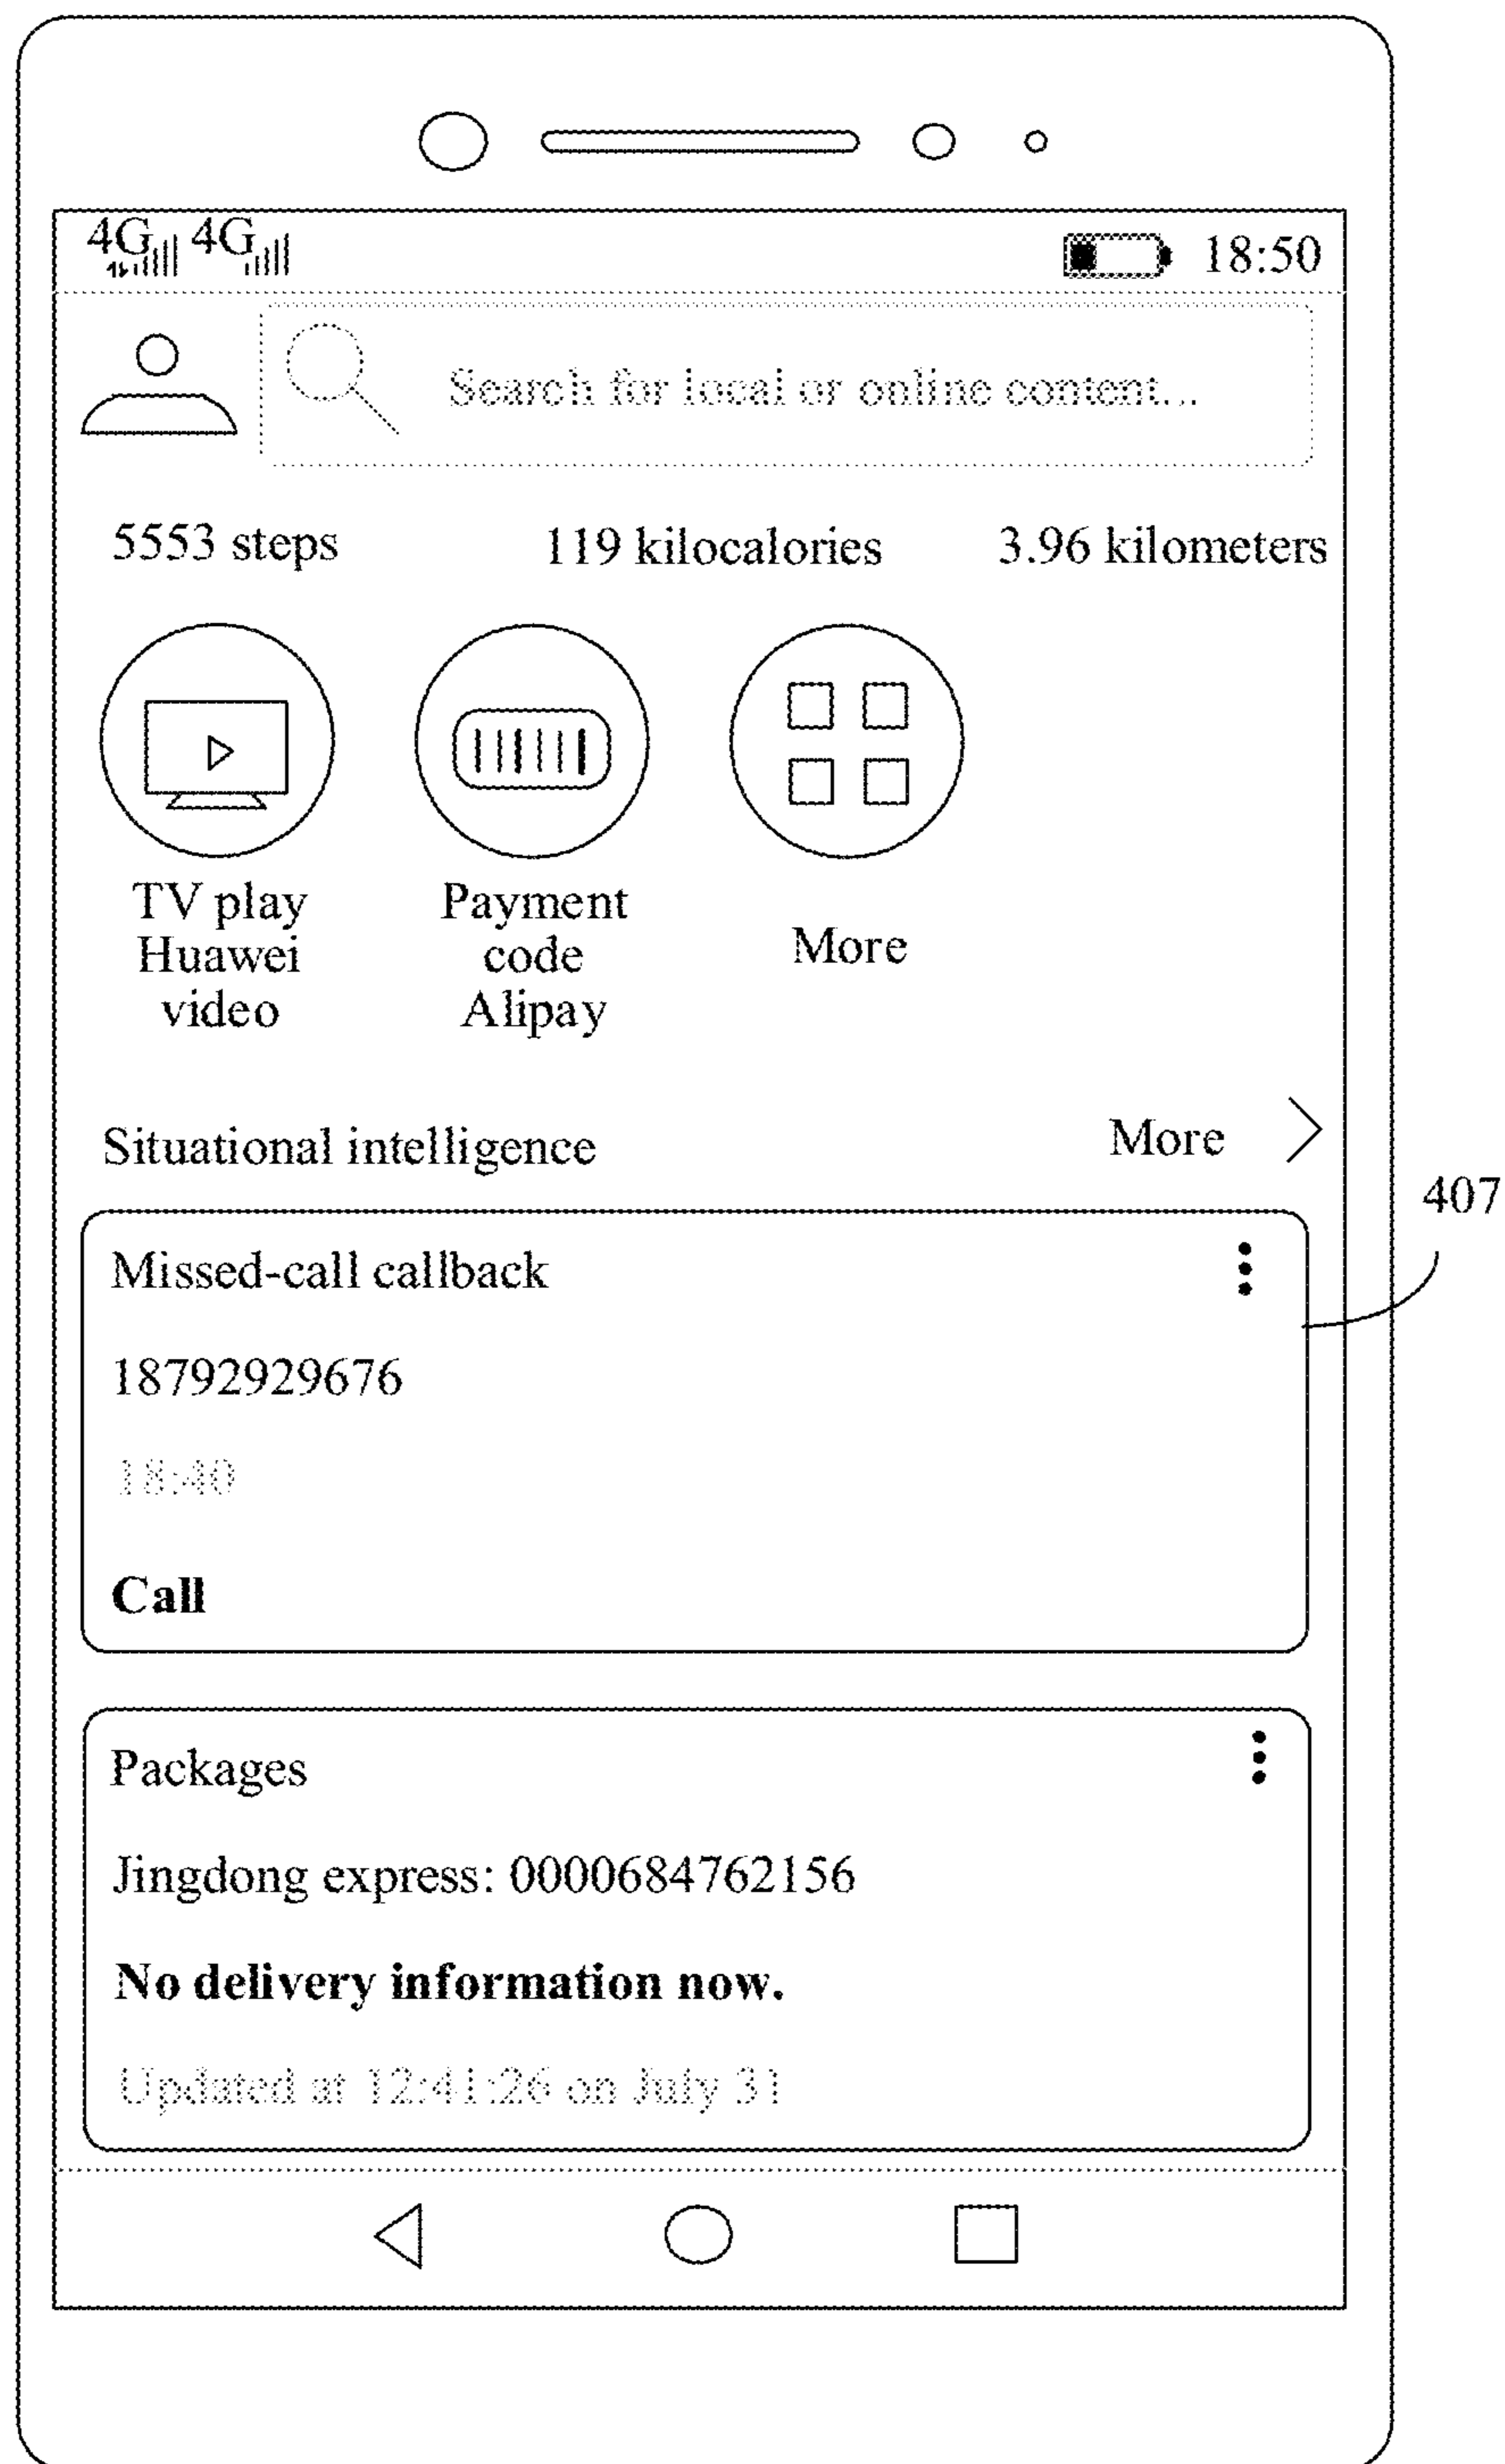 4G 4G 18:50
Search for local or online content...
5553 steps 119 kilocalories 3.96 kilometers
TV play
Huawei
video
Payment
code
Alipay
More
Situational intelligence More
407
Missed-call callback
18792929676
18:40
Call
Packages
Jingdong express: 0000684762156
No delivery information now.
Updated at 12:41:26 on July 31